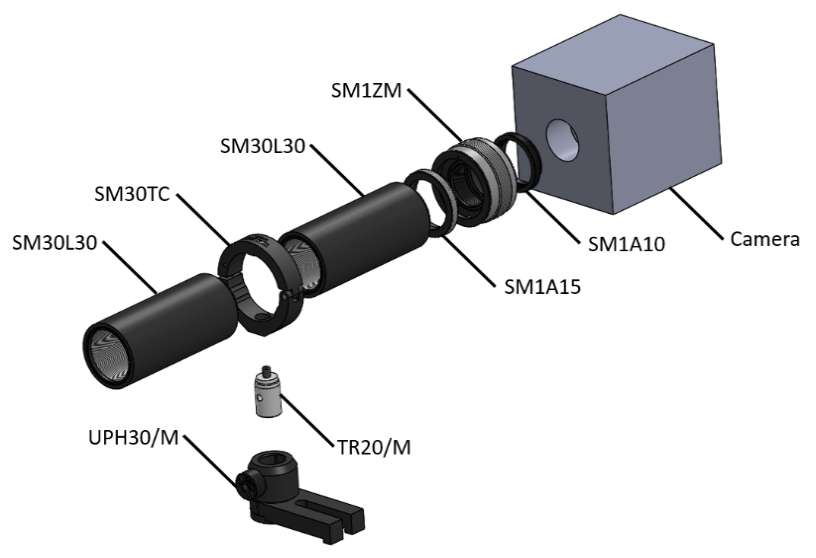 SM1ZM
SM30L30
SM30TC
SM30L30
SM1A10
Camera
SM1A15
UPH30/M
TR20/M